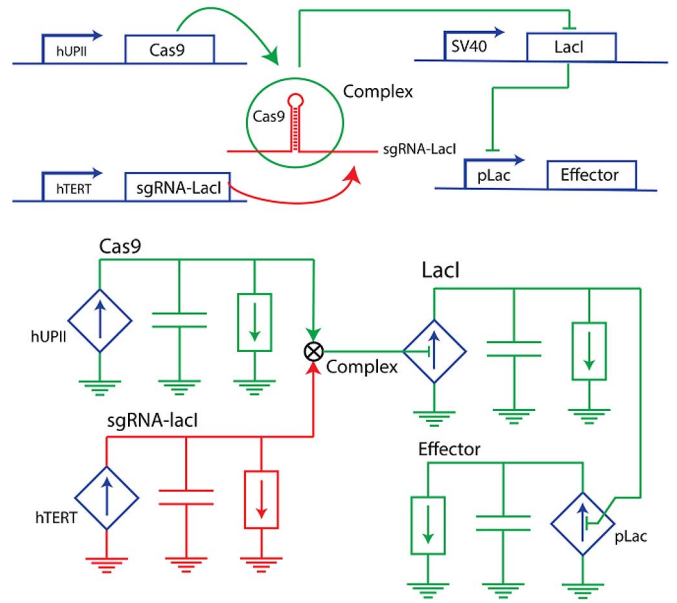 hUPII
Cas9
SV40
LacI
Complex
Cas9
sgRNA-LacI
hTERT
sgRNA-LacI
pLac
Effector
Cas9
LacI
hUPII
Complex
sgRNA-lacI
Effector
hTERT
pLac